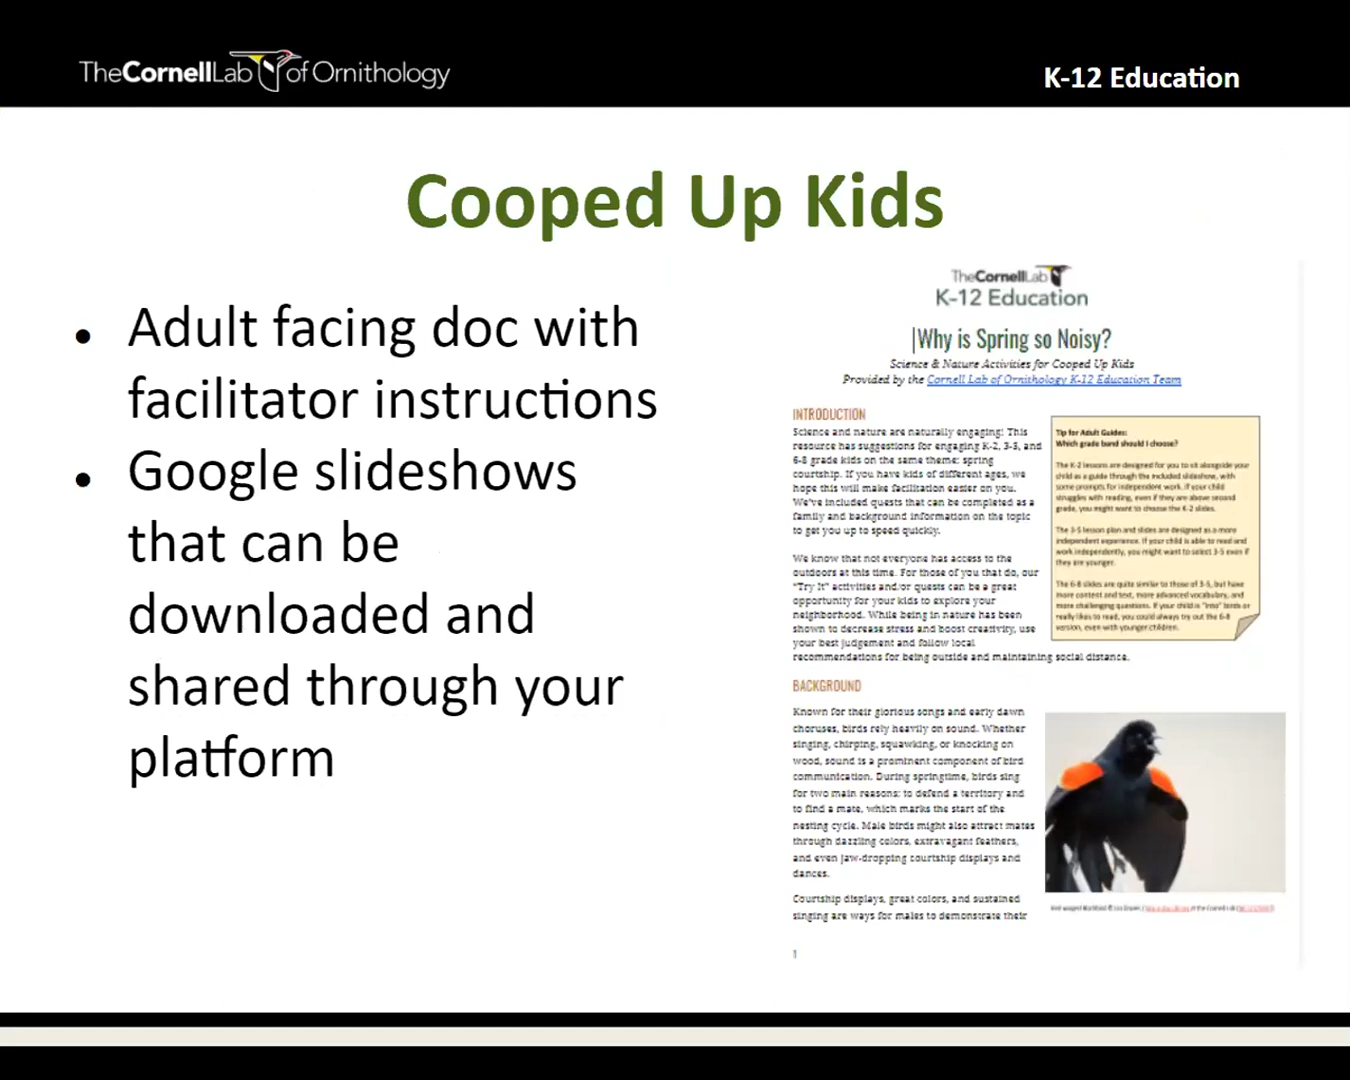 TheCornellLab of Ornithology
K-12 Education
Cooped Up Kids
• Adult facing doc with
facilitator instructions
• Google slideshows
that can be
downloaded and
shared through your
platform
TheCornellLab
K-12 Education
Why is Spring so Noisy?
Science & Nature Activities for Cooped Up Kids
Provided by the Cornell Lab of Ornithology K-12 Education Team
INTRODUCTION
Science and nature are naturally engaging! This
resource has suggestions for engaging K-2, 3-5, and
6-8 grade kids on the same theme: spring
courtship. If you have kids of different ages, we
hope this will make facilitation easier on you.
We've included quests that can be completed as a
family and background information on the topic
to get you up to speed quickly.
We know that not everyone has access to the
outdoors at this time. For those of you that do, our
"Try It" activities and/or quests can be a great
opportunity for your kids to explore your
neighborhood. While being in nature has been
shown to decrease stress and boost creativity, use
your best judgement and follow local
recommendations for being outside and maintaining social distance.
Tip for Adult Guides:
Which grade band should I choose?
The K-2 lessons are designed for you to sit alongside your
child as a guide through the included slideshow, with
some prompts for independent work. If your child
struggles with reading, even if they are above second
grade, you might want to choose the K-2 slides.
The 3-5 lesson plan and slides are designed as a more
independent experience. If your child is able to read and
work independently, you might want to select 3-5 even if
they are younger.
The 6-8 slides are quite similar to those of 3-5, but have
more content and text, more advanced vocabulary, and
more challenging questions. If your child is "into" birds or
really likes to read, you could always try out the 6-8
version, even with younger children.
BACKGROUND
Known for their glorious songs and early dawn
choruses, birds rely heavily on sound. Whether
singing, chirping, squawking, or knocking on
wood, sound is a prominent component of bird
communication. During springtime, birds sing
for two main reasons: to defend a territory and
to find a mate, which marks the start of the
nesting cycle. Male birds might also attract mates
through dazzling colors, extravagant feathers,
and even jaw-dropping courtship displays and
dances.
Courtship displays, great colors, and sustained
singing are ways for males to demonstrate their
1